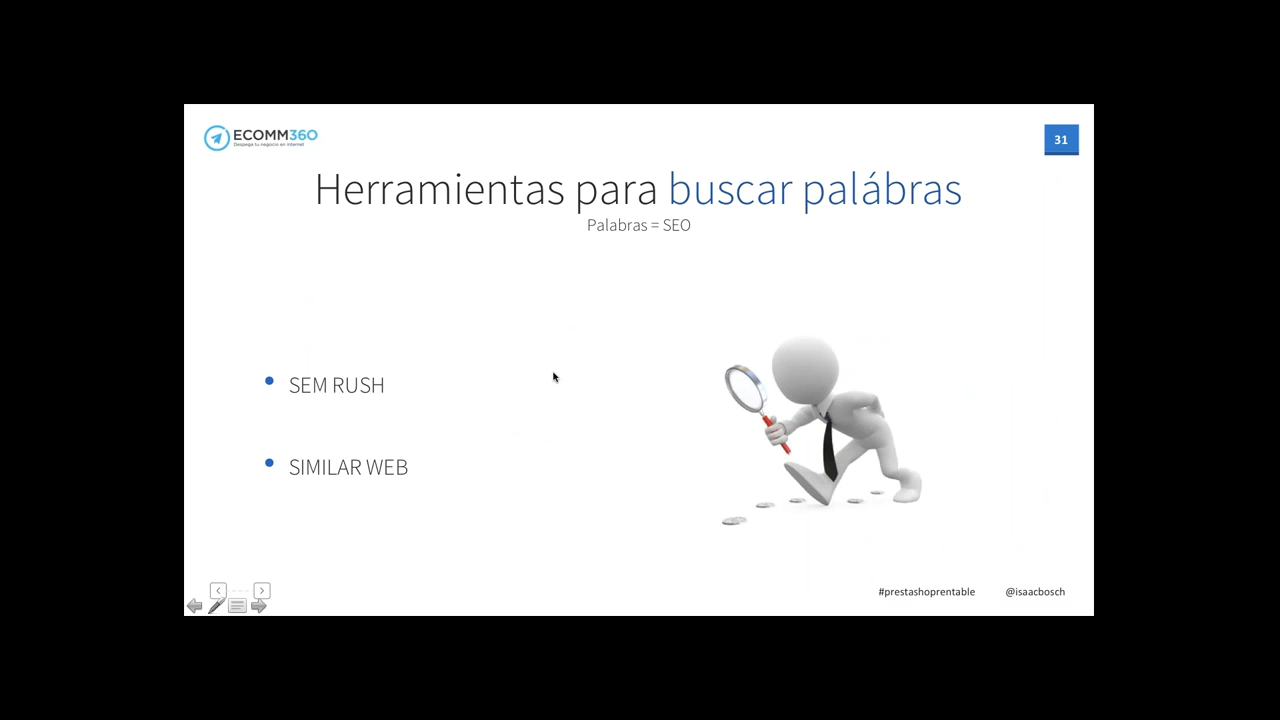 ECOMM360
Despega tu negocio en internet
31
Herramientas para buscar palábras
Palabras = SEO
SEM RUSH
SIMILAR WEB
#prestashoprentable
@isaacbosch